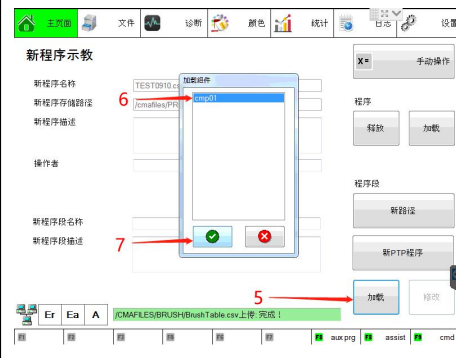 主页面
文件
诊断
颜色
统计
日志
设置
新程序示教
加载组件
X=
手动操作
新程序名称
TEST0910.cs
cmp01
6
新程序存储路径
/cmafiles/PR
程序
新程序描述
释放
加载
操作者
程序段
新路径
新程序段名称
新程序段描述
7
新PTP程序
5
加载
修改
Er
Ea
A
/CMAFILES/BRUSH/BrushTable.csv上传: 完成！
F1
F2
F3
F4
F5
F6
F7
F8
aux prg
assist
cmd